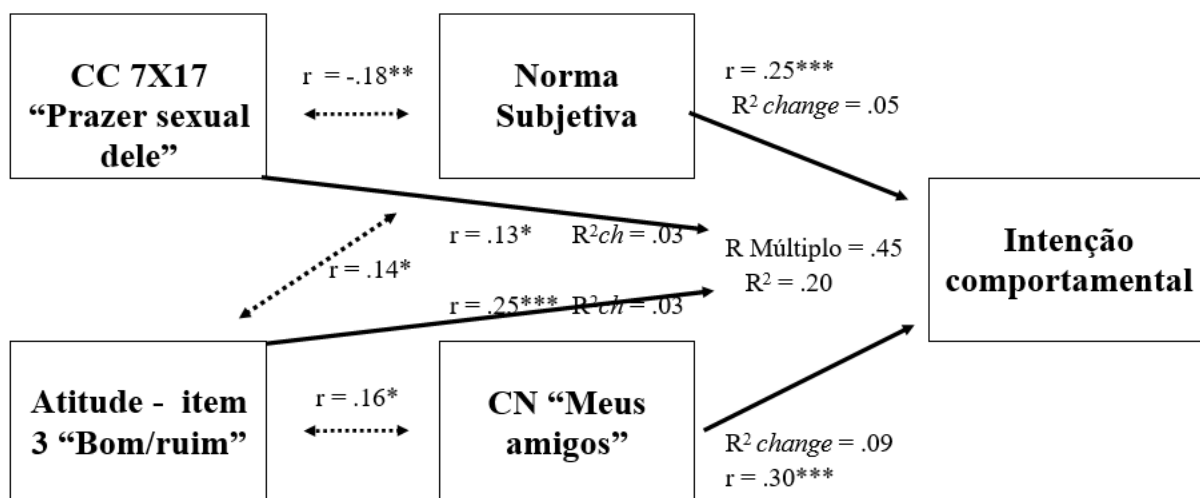 CC 7X17
“Prazer sexual
dele”
r = -.18**
Norma
Subjetiva
r = .25***
R² change = .05
r = .13* R²ch = .03
r = .14*
R Múltiplo = .45
R² = .20
Intenção
comportamental
r = .25*** R²ch = .03
Atitude - item
3 “Bom/ruim”
r = .16*
CN “Meus
amigos”
R² change = .09
r = .30***